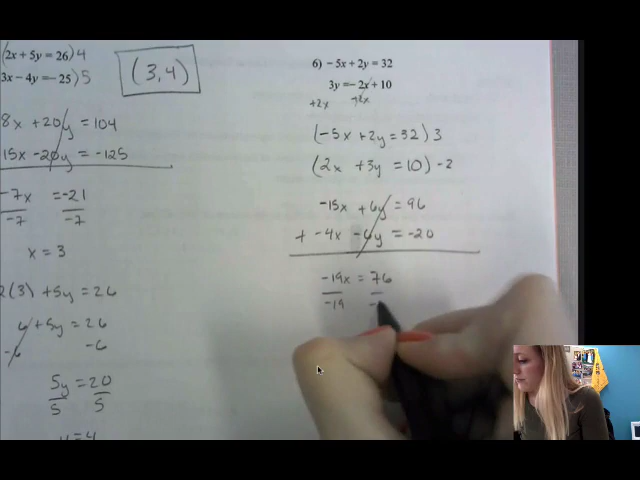 (2x + 5y = 26) 4
3x - 4y = -25) 5
(3, 4)
8x + 20y = 104
15x - 20y = -125
-7x = -21
-7 -7
x = 3
2(3) + 5y = 26
6 + 5y = 26
-6 -6
5y = 20
5 5
y = 4
6) - 5x + 2y = 32
3y = - 2x + 10
+2x +2x
(-5x + 2y = 32) 3
(2x + 3y = 10) -2
-15x + 6y = 96
+ -4x - 6y = -20
-19x = 76
-19 -